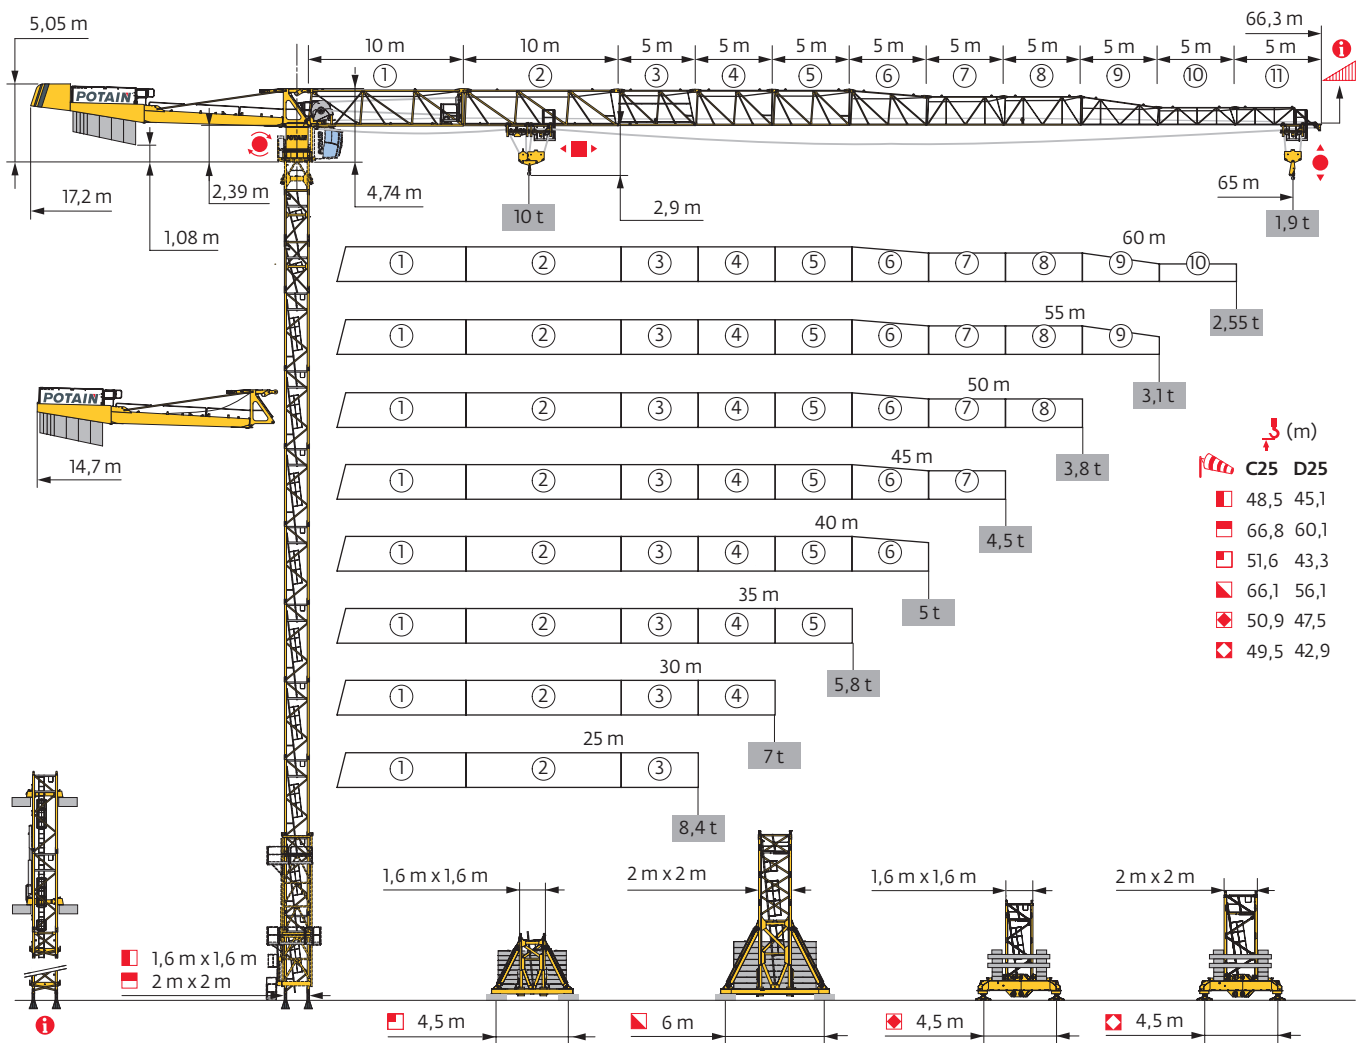 5,05 m
66,3 m
10 m 10 m 5 m 5 m 5 m 5 m 5 m 5 m 5 m 5 m 5 m
1 2 3 4 5 6 7 8 9 10 11
i
POTAIN
POTAIN
17,2 m
2,39 m
4,74 m
65 m
1,08 m
2,9 m
10 t
1,9 t
60 m
1 2 3 4 5 6 7 8 9 10
2,55 t
55 m
1 2 3 4 5 6 7 8 9
3,1 t
POTAIN
14,7 m
50 m
1 2 3 4 5 6 7 8
3,8 t
45 m
1 2 3 4 5 6 7
4,5 t
40 m
1 2 3 4 5 6
5 t
35 m
1 2 3 4 5
5,8 t
30 m
1 2 3 4
7 t
25 m
1 2 3
8,4 t
(m)
C25 D25
48,5 45,1
66,8 60,1
51,6 43,3
66,1 56,1
50,9 47,5
49,5 42,9
1,6 m x 1,6 m
2 m x 2 m
i
1,6 m x 1,6 m
4,5 m
2 m x 2 m
6 m
1,6 m x 1,6 m
4,5 m
2 m x 2 m
4,5 m